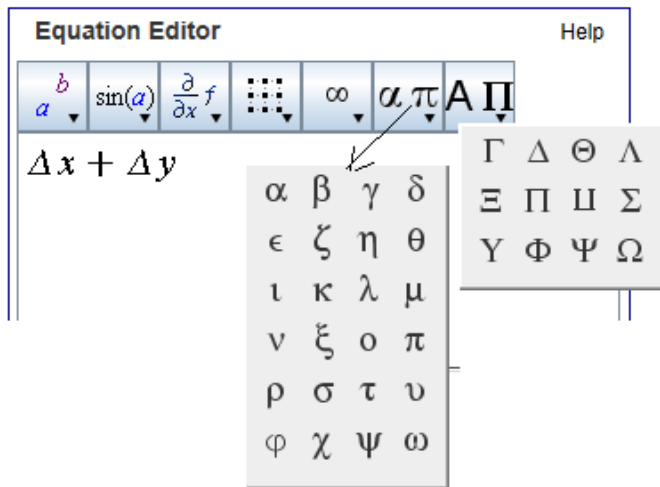 Equation Editor Help
a b sin(a) ∂/∂x f ∞ α π A Π
Δx + Δy
α β γ δ
ϵ ζ η θ
ι κ λ μ
ν ξ ο π
ρ σ τ υ
φ χ ψ ω
Γ Δ Θ Λ
Ξ Π Ш Σ
Υ Φ Ψ Ω